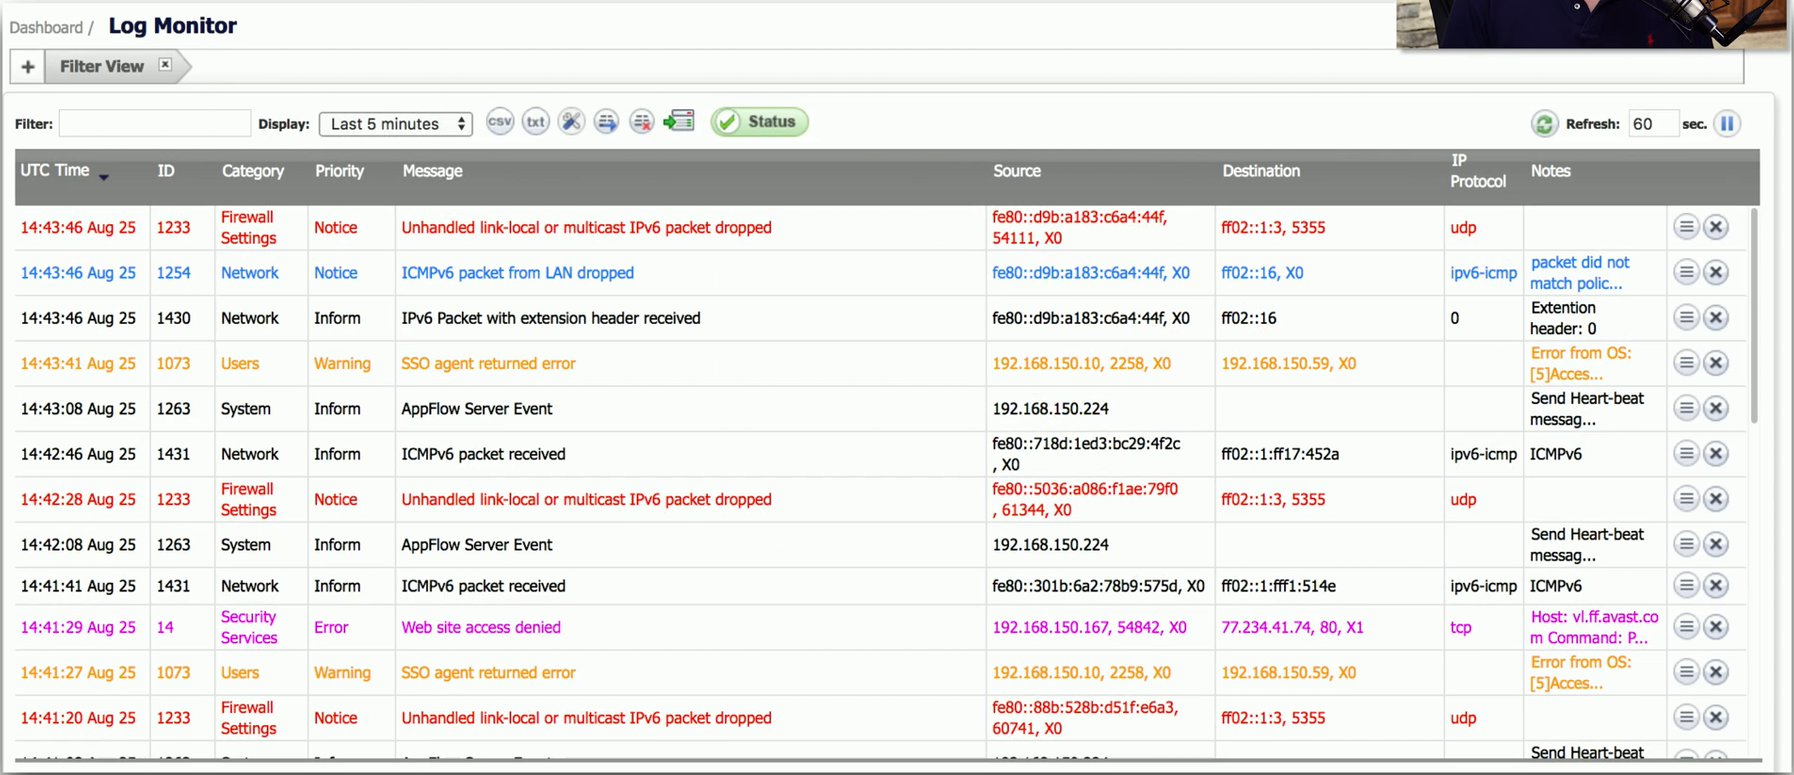 Dashboard / Log Monitor
+ Filter View x
Filter: Display: Last 5 minutes csv txt Status Refresh: 60 sec.
UTC Time ID Category Priority Message Source Destination IP Protocol Notes
14:43:46 Aug 25 1233 Firewall Settings Notice Unhandled link-local or multicast IPv6 packet dropped fe80::d9b:a183:c6a4:44f, 54111, X0 ff02::1:3, 5355 udp
14:43:46 Aug 25 1254 Network Notice ICMPv6 packet from LAN dropped fe80::d9b:a183:c6a4:44f, X0 ff02::16, X0 ipv6-icmp packet did not match polic...
14:43:46 Aug 25 1430 Network Inform IPv6 Packet with extension header received fe80::d9b:a183:c6a4:44f, X0 ff02::16 0 Extention header: 0
14:43:41 Aug 25 1073 Users Warning SSO agent returned error 192.168.150.10, 2258, X0 192.168.150.59, X0 Error from OS: [5]Acces...
14:43:08 Aug 25 1263 System Inform AppFlow Server Event 192.168.150.224 Send Heart-beat messag...
14:42:46 Aug 25 1431 Network Inform ICMPv6 packet received fe80::718d:1ed3:bc29:4f2c , X0 ff02::1:ff17:452a ipv6-icmp ICMPv6
14:42:28 Aug 25 1233 Firewall Settings Notice Unhandled link-local or multicast IPv6 packet dropped fe80::5036:a086:f1ae:79f0 , 61344, X0 ff02::1:3, 5355 udp
14:42:08 Aug 25 1263 System Inform AppFlow Server Event 192.168.150.224 Send Heart-beat messag...
14:41:41 Aug 25 1431 Network Inform ICMPv6 packet received fe80::301b:6a2:78b9:575d, X0 ff02::1:fff1:514e ipv6-icmp ICMPv6
14:41:29 Aug 25 14 Security Services Error Web site access denied 192.168.150.167, 54842, X0 77.234.41.74, 80, X1 tcp Host: vl.ff.avast.co m Command: P...
14:41:27 Aug 25 1073 Users Warning SSO agent returned error 192.168.150.10, 2258, X0 192.168.150.59, X0 Error from OS: [5]Acces...
14:41:20 Aug 25 1233 Firewall Settings Notice Unhandled link-local or multicast IPv6 packet dropped fe80::88b:528b:d51f:e6a3, 60741, X0 ff02::1:3, 5355 udp
Send Heart-beat